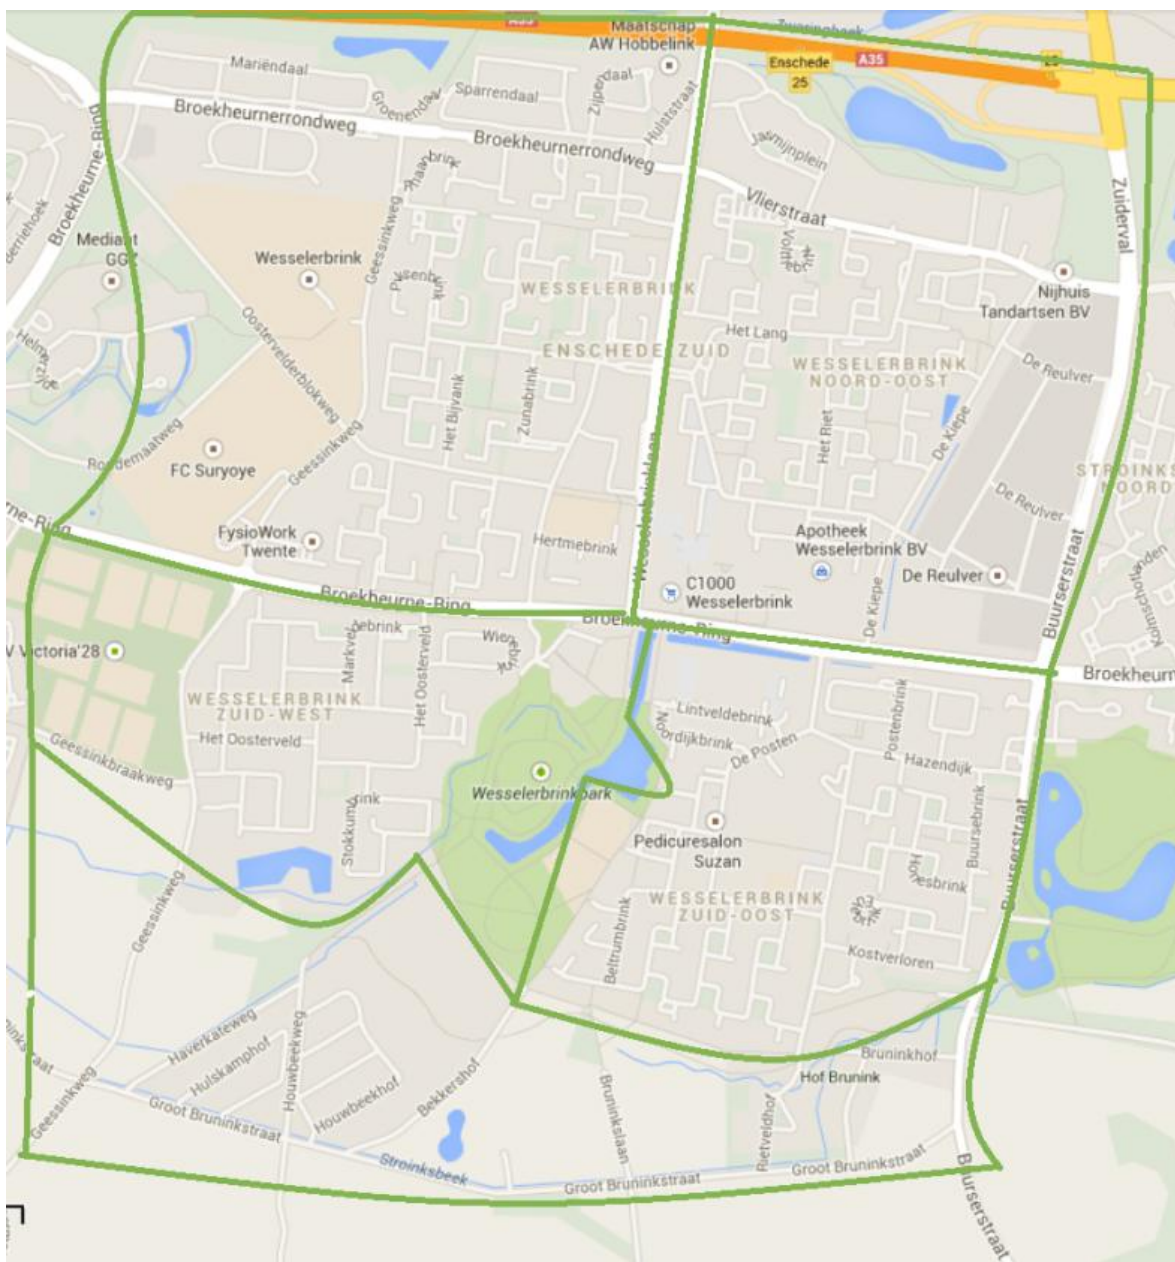 A35
Maatschap
AW Hobbelink
Enschede
25
A35
Mariëndaal
Sparrendaal
Groenendaal
Zijpendaal
Hulststraat
Broekheurnerrondweg
Broekheurnerrondweg
Jasmijnplein
Vlierstraat
Zuiderval
Broekheurne-Ring
Mediant
GGZ
Wesselerbrink
Geessinkweg
WESSELERBRINK
Nijhuis
Tandartsen BV
Oostervelderblokweg
ENSCHEDE ZUID
Het Lang
WESSELERBRINK
NOORD-OOST
De Reulver
Het Bijvank
Zunabrink
Het Riet
De Kiepe
FC Suryoye
Geessinkweg
Wesselerbrinklaan
De Reulver
FysioWork
Twente
Hertmebrink
Apotheek
Wesselerbrink BV
De Reulver
C1000
Wesselerbrink
De Kiepe
Buurserstraat
Broekheurne-Ring
Broekheurne-Ring
Broekheurn
V Victoria'28
Het Oosterveld
WESSELERBRINK
ZUID-WEST
Lintveldebrink
Postenbrink
Noordijkbrink
De Posten
Het Oosterveld
Geessinkbraakweg
Hazendijk
Wesselerbrinkpark
Buursebrink
Buurserstraat
Pedicuresalon
Suzan
WESSELERBRINK
ZUID-OOST
Geessinkweg
Beltrumbrink
Kostverloren
Haverkateweg
Hulskamphof
Houwbeekweg
Houwbeekhof
Bekkershof
Bruninkhof
Hof Brunink
Bruninkslaan
Rietveldhof
Geessinkweg
Groot Bruninkstraat
Stroinksbeek
Groot Bruninkstraat
Groot Bruninkstraat
Buurserstraat